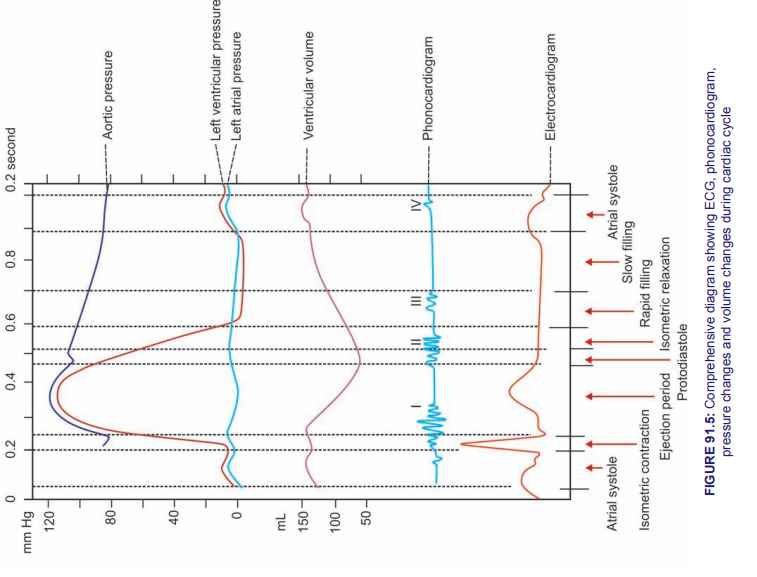 0 0.2 0.4 0.6 0.8 0.2 second
mm Hg
120
80
40
0
mL
150
100
50
Aortic pressure
Left ventricular pressure
Left atrial pressure
Ventricular volume
Phonocardiogram
Electrocardiogram
I II III IV
Atrial systole
Isometric contraction
Ejection period
Protodiastole
Isometric relaxation
Rapid filling
Slow filling
Atrial systole
FIGURE 91.5: Comprehensive diagram showing ECG, phonocardiogram,
pressure changes and volume changes during cardiac cycle